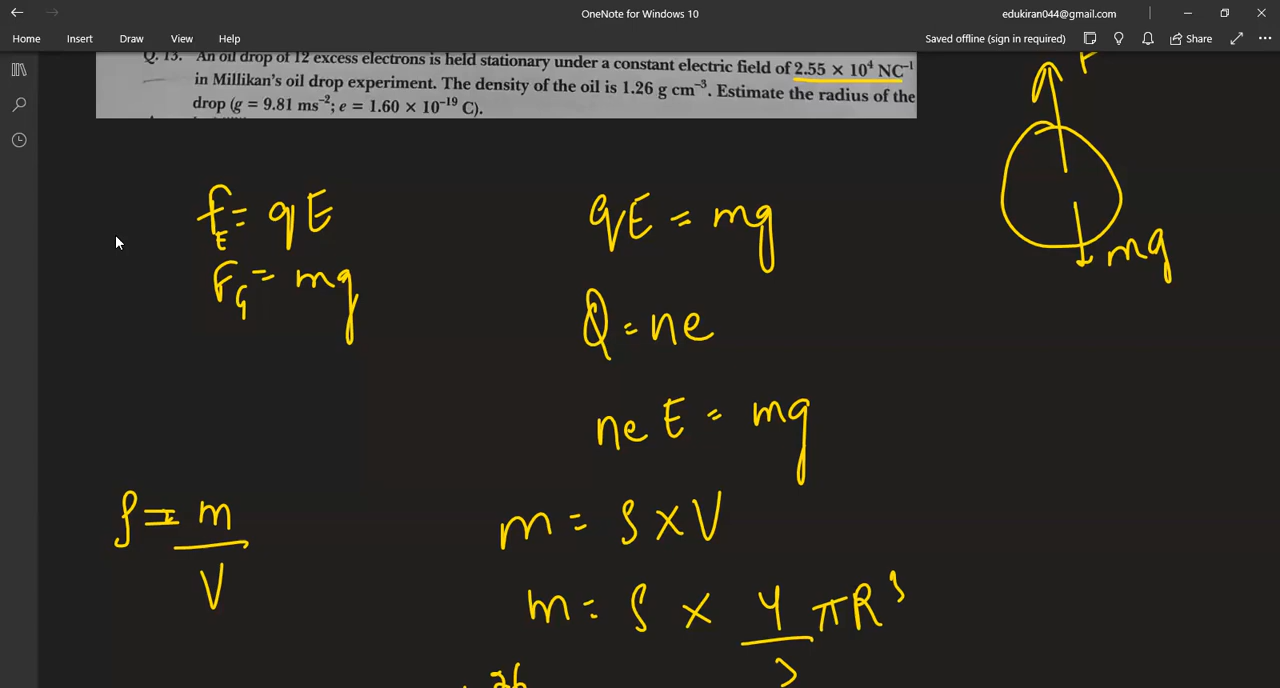 OneNote for Windows 10
edukiran044@gmail.com
Home Insert Draw View Help
Saved offline (sign in required) Share
Q. 13. An oil drop of 12 excess electrons is held stationary under a constant electric field of 2.55 × 10⁴ NC⁻¹
in Millikan's oil drop experiment. The density of the oil is 1.26 g cm⁻³. Estimate the radius of the
drop (g = 9.81 ms⁻²; e = 1.60 × 10⁻¹⁹ C).
F
mg
F_E = qE
qE = mg
F_G = mg
Q = ne
ne E = mg
ρ = m/V
m = ρ × V
m = ρ × 4/3 πR³